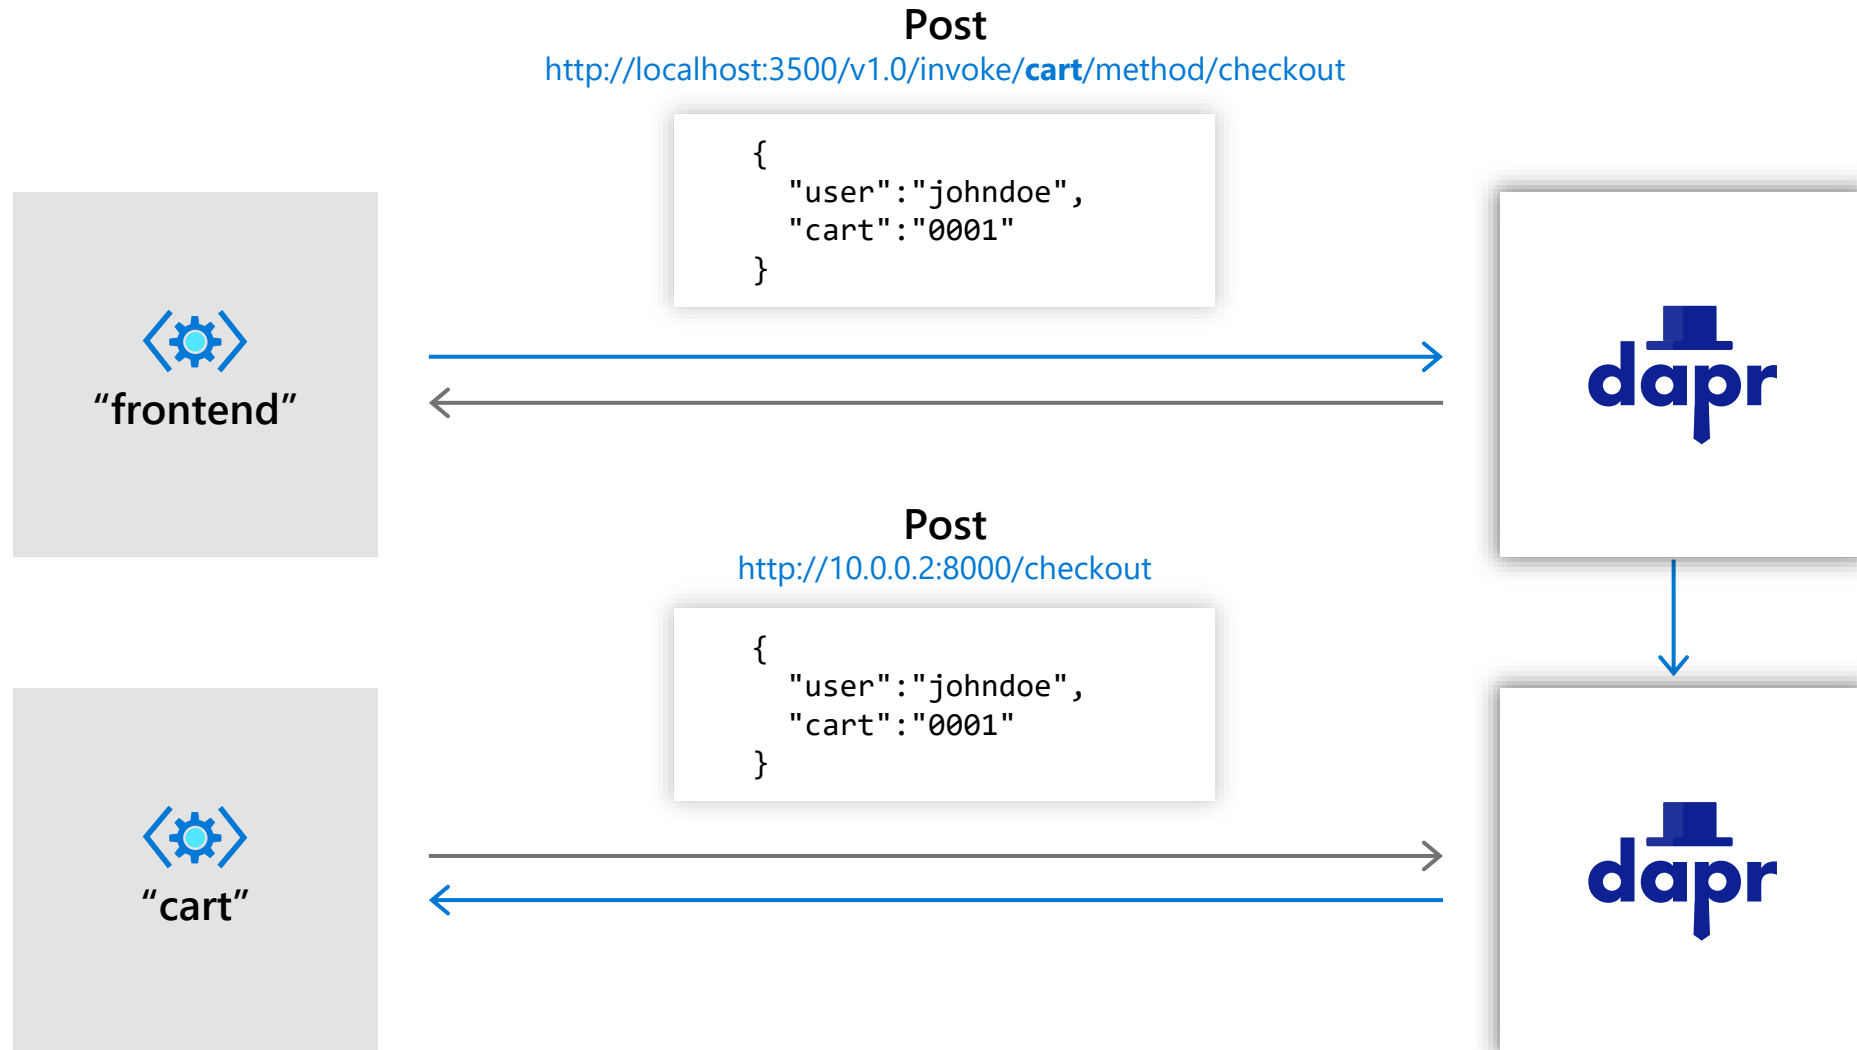 Post
http://localhost:3500/v1.0/invoke/cart/method/checkout
{
"user":"johndoe",
"cart":"0001"
}
“frontend”
dapr
Post
http://10.0.0.2:8000/checkout
{
"user":"johndoe",
"cart":"0001"
}
“cart”
dapr